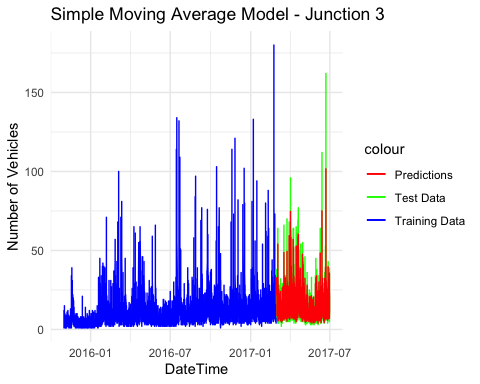 Simple Moving Average Model - Junction 3
Number of Vehicles
150
100
50
0
2016-01
2016-07
2017-01
2017-07
DateTime
colour
Predictions
Test Data
Training Data